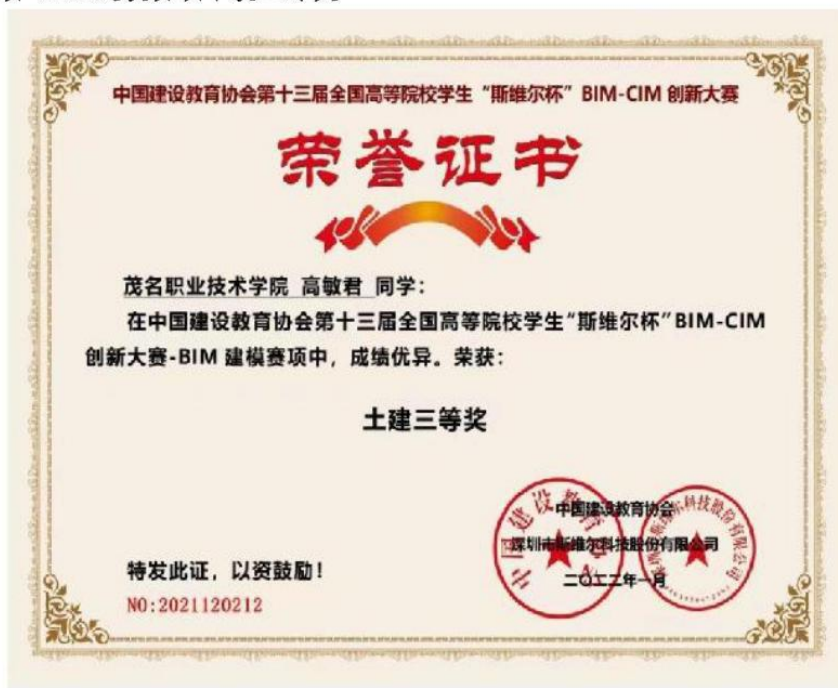 中国建设教育协会第十三届全国高等院校学生“斯维尔杯”BIM-CIM 创新大赛
荣誉证书
茂名职业技术学院 高敏君 同学：
在中国建设教育协会第十三届全国高等院校学生“斯维尔杯”BIM-CIM
创新大赛-BIM 建模赛项中，成绩优异。荣获：
土建三等奖
中国建设教育协会
深圳市斯维尔科技股份有限公司
二〇二二年一月
特发此证，以资鼓励！
NO:2021120212